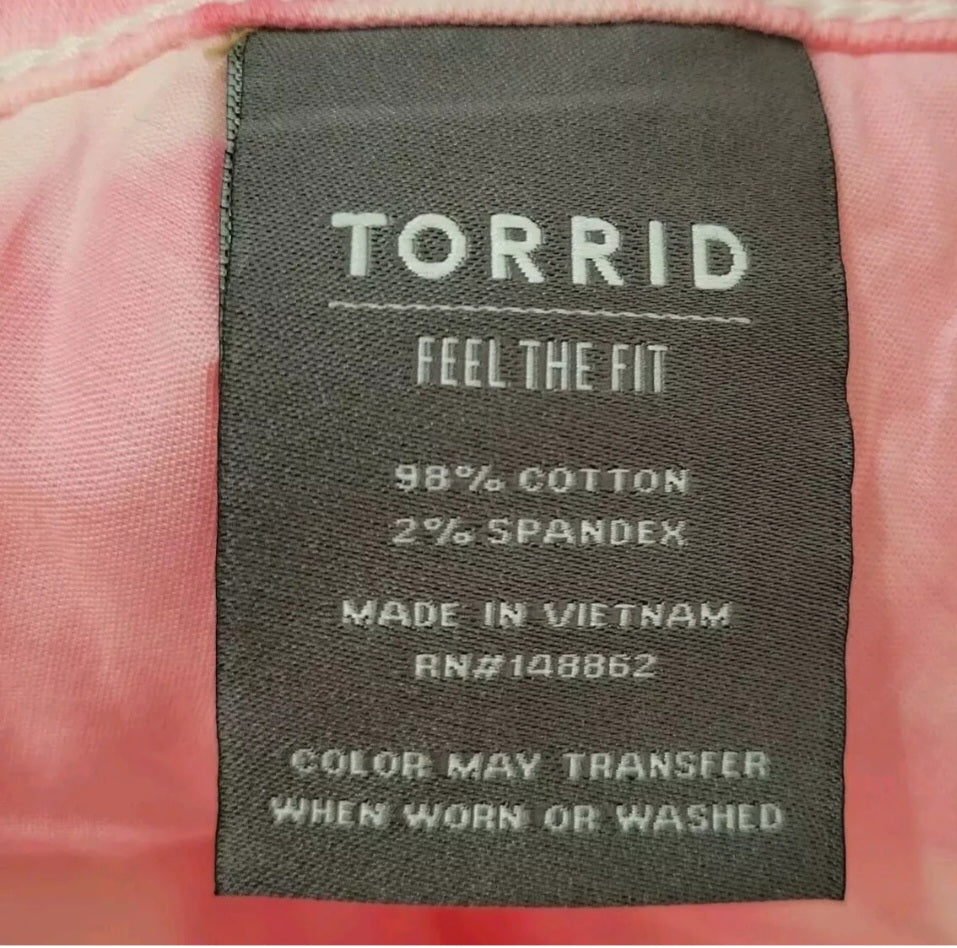 TORRID
FEEL THE FIT
98% COTTON
2% SPANDEX
MADE IN VIETNAM
RN#148862
COLOR MAY TRANSFER
WHEN WORN OR WASHED